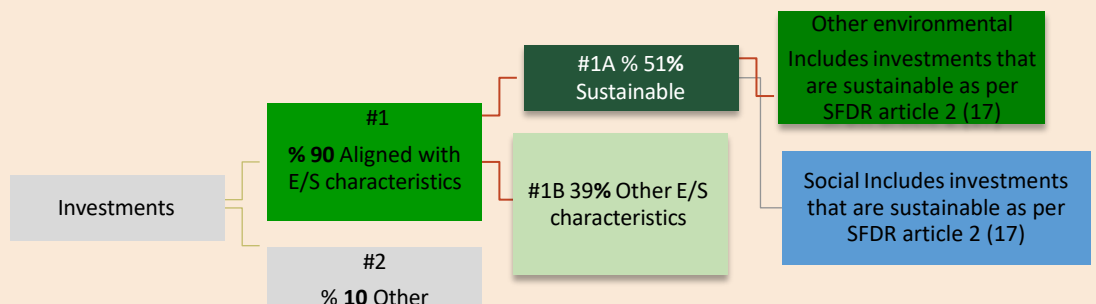 Investments
#1
% 90 Aligned with
E/S characteristics
#2
% 10 Other
#1A % 51%
Sustainable
#1B 39% Other E/S
characteristics
Other environmental
Includes investments that
are sustainable as per
SFDR article 2 (17)
Social Includes investments
that are sustainable as per
SFDR article 2 (17)